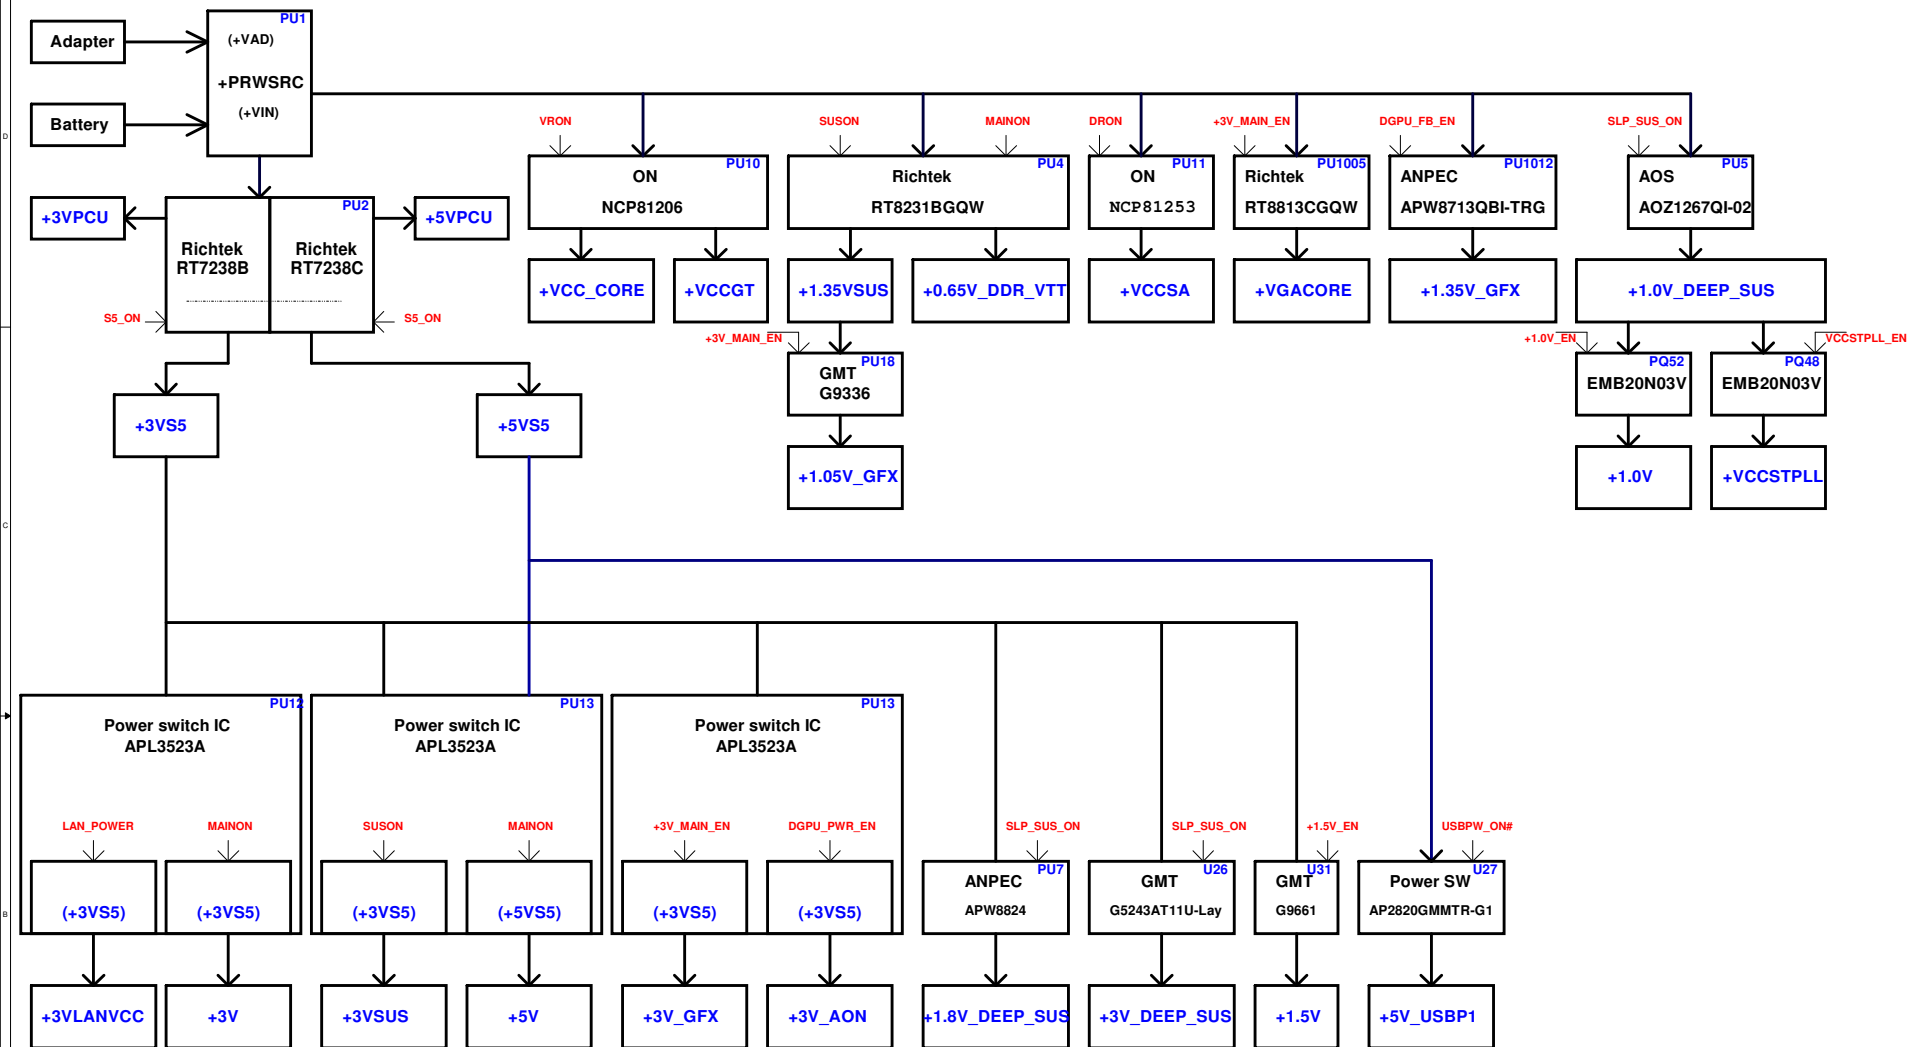 PU1
Adapter
(+VAD)
+PRWSRC
(+VIN)
Battery
D
VRON
SUSON
MAINON
DRON
+3V_MAIN_EN
DGPU_FB_EN
SLP_SUS_ON
PU10
ON
NCP81206
PU4
Richtek
RT8231BGQW
PU11
ON
NCP81253
PU1005
Richtek
RT8813CGQW
PU1012
ANPEC
APW8713QBI-TRG
PU5
AOS
AOZ1267QI-02
+3VPCU
PU2
+5VPCU
Richtek
RT7238B
Richtek
RT7238C
S5_ON
S5_ON
+VCC_CORE
+VCCGT
+1.35VSUS
+0.65V_DDR_VTT
+VCCSA
+VGACORE
+1.35V_GFX
+1.0V_DEEP_SUS
+3V_MAIN_EN
PU18
GMT
G9336
+1.0V_EN
PQ52
EMB20N03V
VCCSTPLL_EN
PQ48
EMB20N03V
+3VS5
+5VS5
+1.05V_GFX
+1.0V
+VCCSTPLL
C
PU12
Power switch IC
APL3523A
PU13
Power switch IC
APL3523A
PU13
Power switch IC
APL3523A
LAN_POWER
MAINON
SUSON
MAINON
+3V_MAIN_EN
DGPU_PWR_EN
SLP_SUS_ON
SLP_SUS_ON
+1.5V_EN
USBPW_ON#
(+3VS5)
(+3VS5)
(+3VS5)
(+5VS5)
(+3VS5)
(+3VS5)
PU7
ANPEC
APW8824
U26
GMT
G5243AT11U-Lay
U31
GMT
G9661
U27
Power SW
AP2820GMMTR-G1
B
+3VLANVCC
+3V
+3VSUS
+5V
+3V_GFX
+3V_AON
+1.8V_DEEP_SUS
+3V_DEEP_SUS
+1.5V
+5V_USBP1